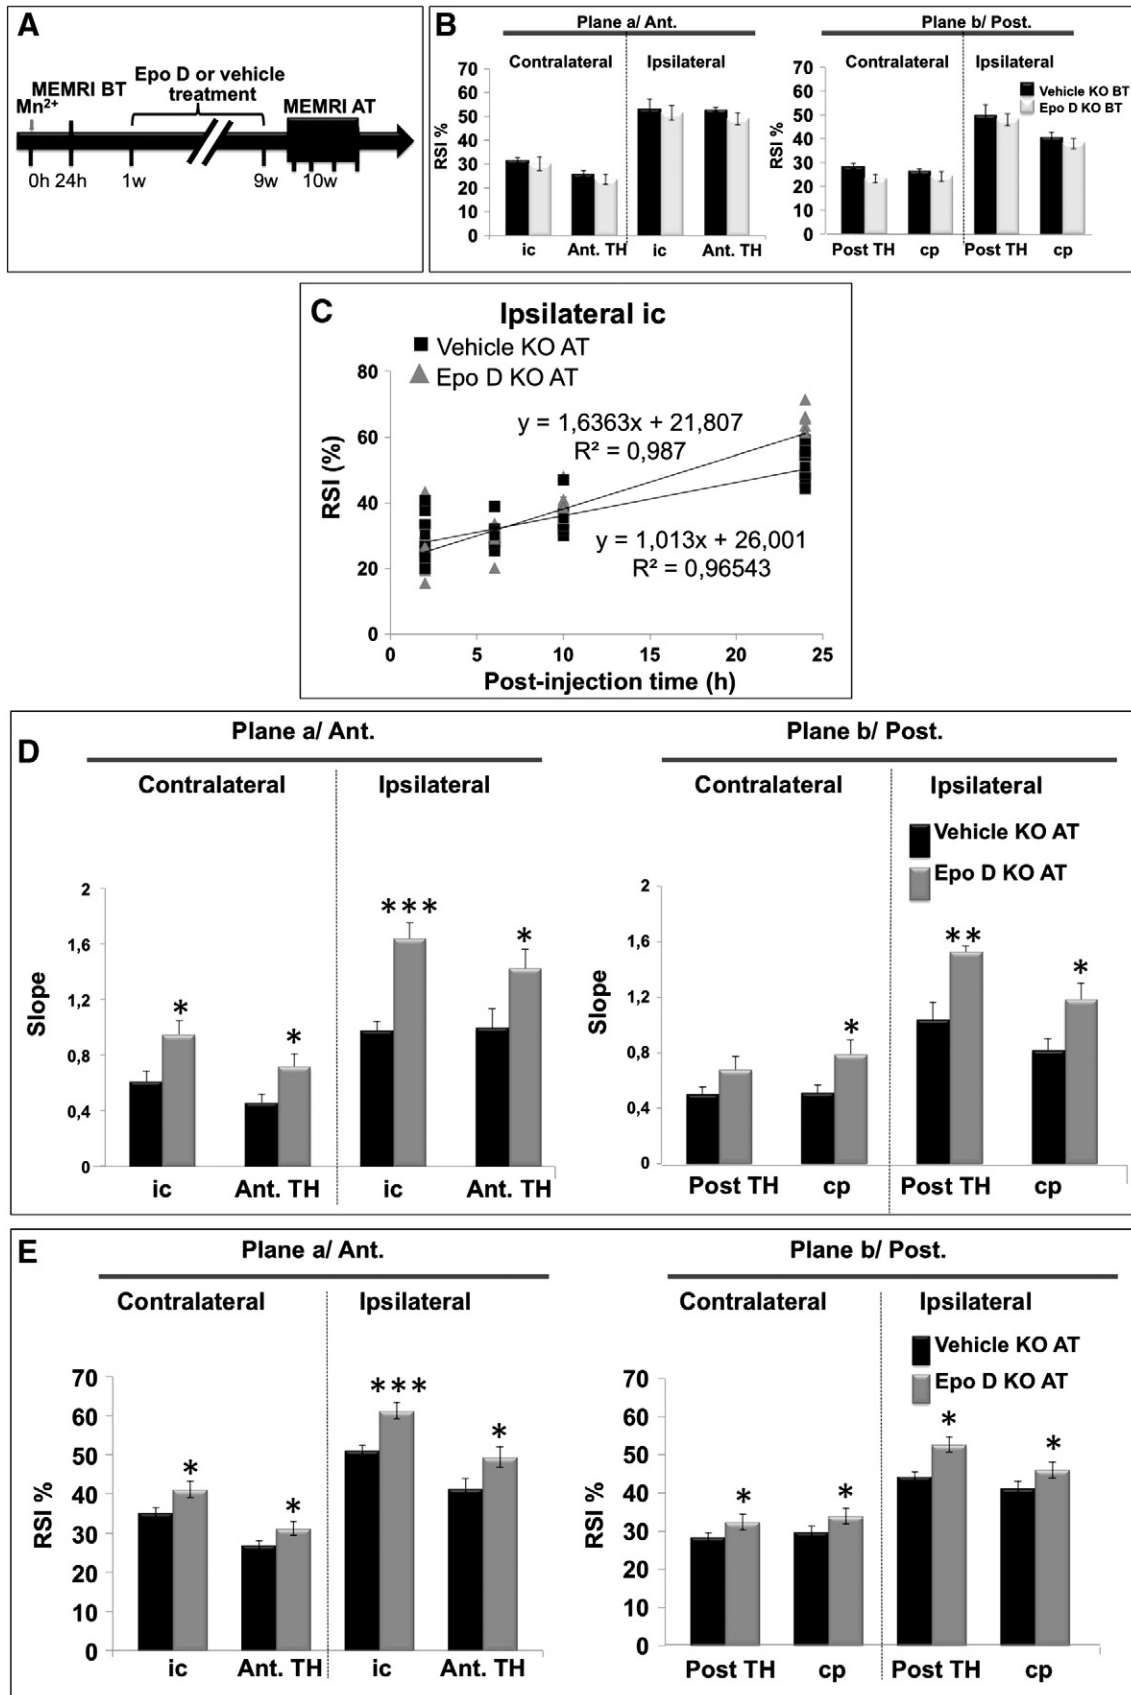 A
MEMRI BT
Mn²⁺
Epo D or vehicle
treatment
MEMRI AT
0h 24h 1w 9w 10w
B
Plane a/ Ant. Plane b/ Post.
Contralateral Ipsilateral Contralateral Ipsilateral
Vehicle KO BT
Epo D KO BT
RSI %
70
60
50
40
30
20
10
0
ic Ant. TH ic Ant. TH
RSI %
70
60
50
40
30
20
10
0
Post TH cp Post TH cp
C
Ipsilateral ic
Vehicle KO AT
Epo D KO AT
RSI (%)
80
60
40
20
0
y = 1,6363x + 21,807
R² = 0,987
y = 1,013x + 26,001
R² = 0,96543
0 5 10 15 20 25
Post-injection time (h)
D
Plane a/ Ant. Plane b/ Post.
Contralateral Ipsilateral Contralateral Ipsilateral
Vehicle KO AT
Epo D KO AT
Slope
2
1,6
1,2
0,8
0,4
0
* * *** *
ic Ant. TH ic Ant. TH
Slope
2
1,6
1,2
0,8
0,4
0
* ** *
Post TH cp Post TH cp
E
Plane a/ Ant. Plane b/ Post.
Contralateral Ipsilateral Contralateral Ipsilateral
Vehicle KO AT
Epo D KO AT
RSI %
70
60
50
40
30
20
10
0
* * *** *
ic Ant. TH ic Ant. TH
RSI %
70
60
50
40
30
20
10
0
* * * *
Post TH cp Post TH cp